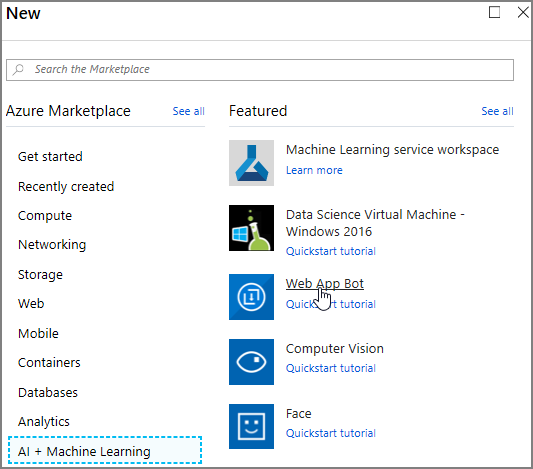 New
Search the Marketplace
Azure Marketplace
See all
Get started
Recently created
Compute
Networking
Storage
Web
Mobile
Containers
Databases
Analytics
AI + Machine Learning
Featured
See all
Machine Learning service workspace
Learn more
Data Science Virtual Machine -
Windows 2016
Quickstart tutorial
Web App Bot
Quickstart tutorial
Computer Vision
Quickstart tutorial
Face
Quickstart tutorial